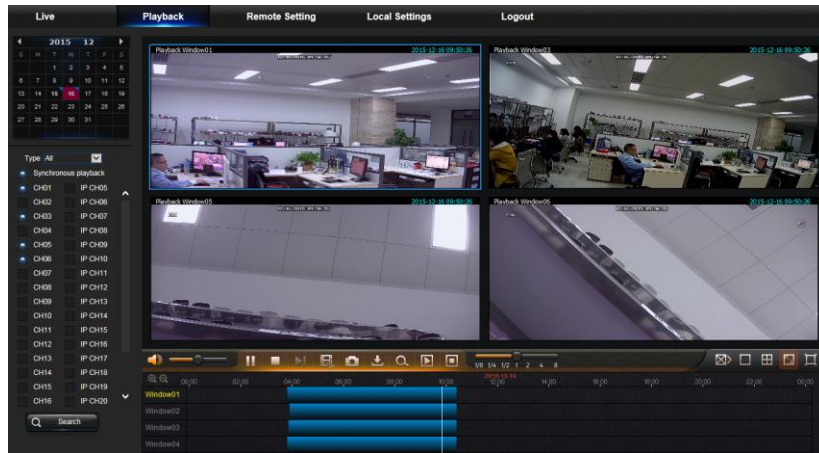 Live Playback Remote Setting Local Settings Logout
2015 12
S M T W T F S
1 2 3 4 5
6 7 8 9 10 11 12
13 14 15 16 17 18 19
20 21 22 23 24 25 26
27 28 29 30 31
Type All
Synchronous playback
CH01 IP CH05
CH02 IP CH06
CH03 IP CH07
CH04 IP CH08
CH05 IP CH09
CH06 IP CH10
CH07 IP CH11
CH08 IP CH12
CH09 IP CH13
CH10 IP CH14
CH11 IP CH15
CH12 IP CH16
CH13 IP CH17
CH14 IP CH18
CH15 IP CH19
CH16 IP CH20
Search
Playback Window01 2015-12-16 09:50:26
Playback Window03 2015-12-16 09:50:26
Playback Window05 2015-12-16 09:50:26
Playback Window06 2015-12-16 09:50:26
1/8 1/4 1/2 1 2 4 8
2015-12-16
00:00 02:00 04:00 06:00 08:00 10:00 12:00 14:00 16:00 18:00 20:00 22:00 00:00
Window01
Window02
Window03
Window04